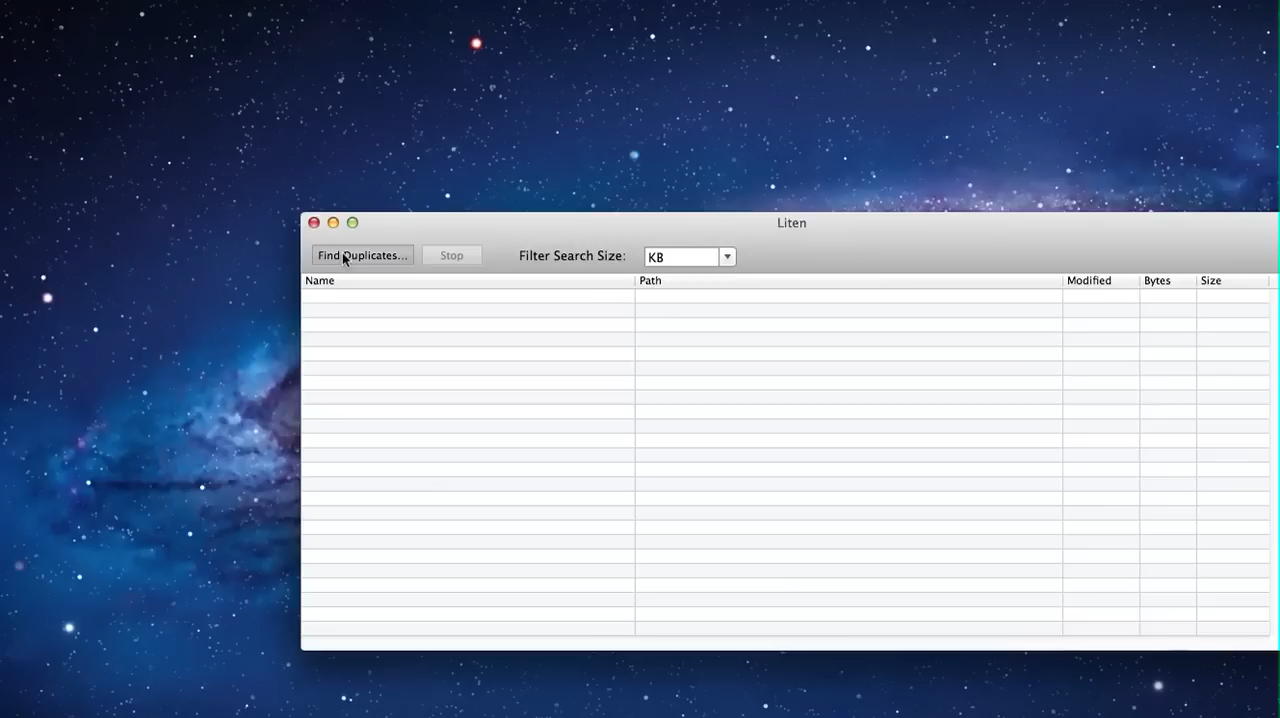 Liten
Find Duplicates... Stop Filter Search Size: KB
Name Path Modified Bytes Size